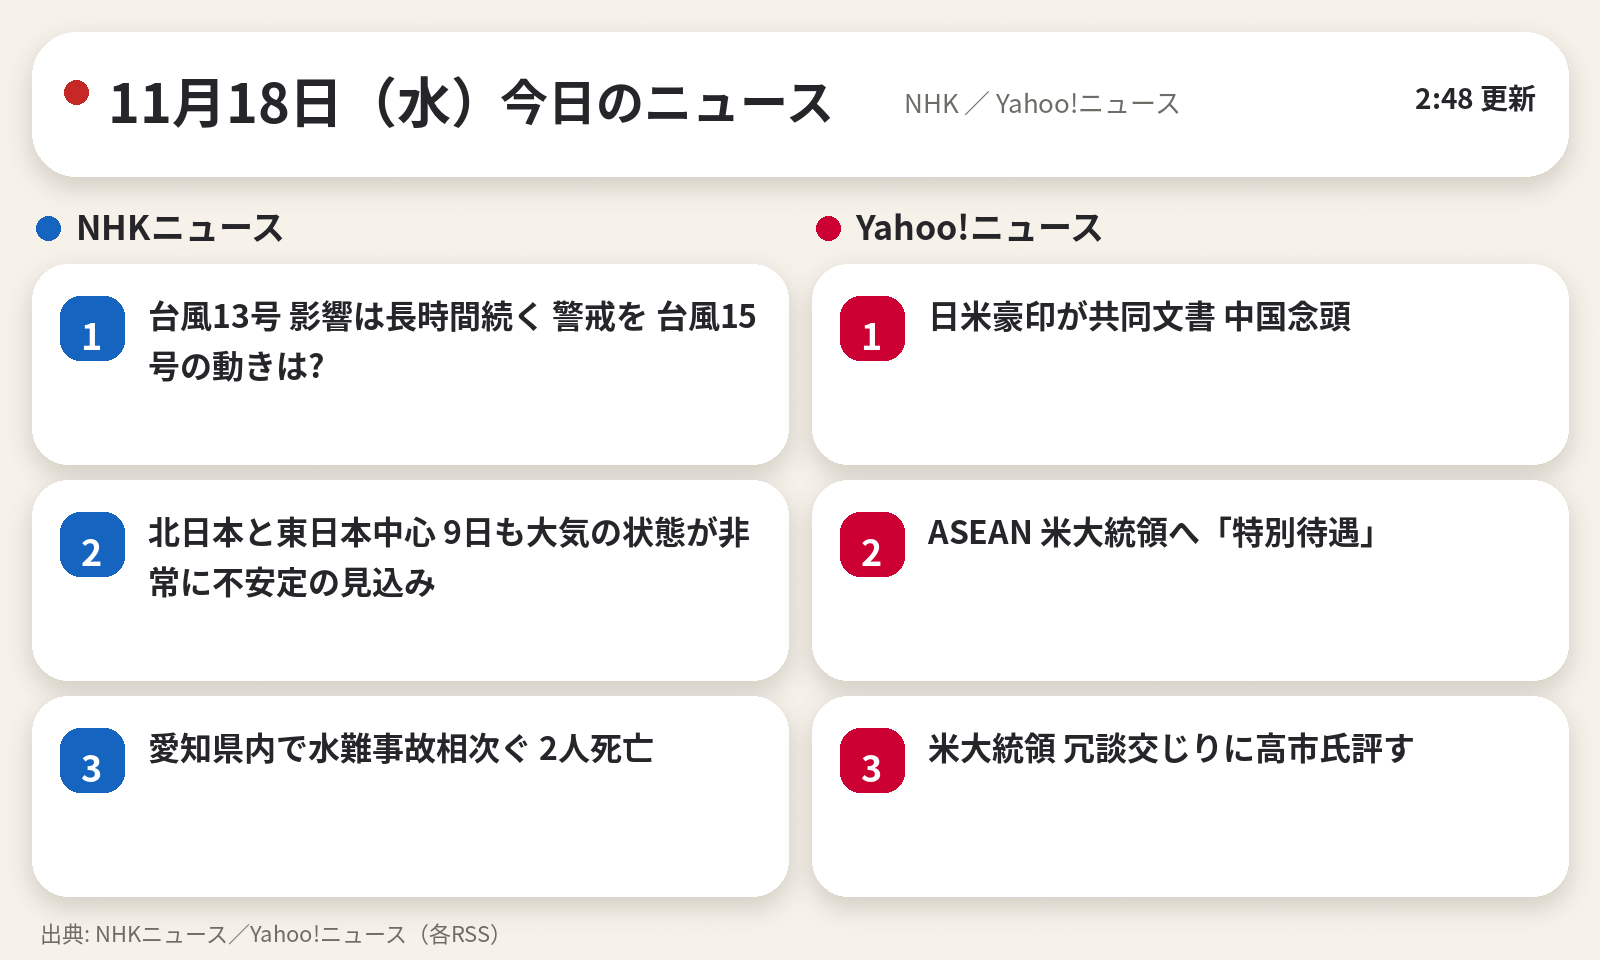 11月18日（水）今日のニュース
NHK ／ Yahoo!ニュース
2:48 更新
NHKニュース
1
台風13号 影響は長時間続く 警戒を 台風15
号の動きは?
2
北日本と東日本中心 9日も大気の状態が非
常に不安定の見込み
3
愛知県内で水難事故相次ぐ 2人死亡
Yahoo!ニュース
1
日米豪印が共同文書 中国念頭
2
ASEAN 米大統領へ「特別待遇」
3
米大統領 冗談交じりに高市氏評す
出典: NHKニュース／Yahoo!ニュース（各RSS）